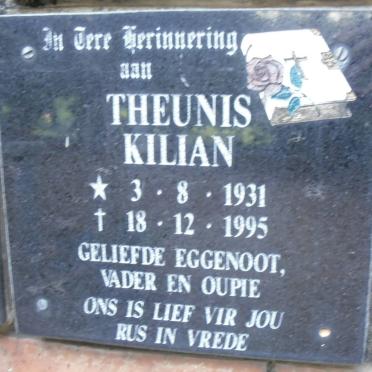 In Tere Herinnering
aan
THEUNIS
KILIAN
★ 3 · 8 · 1931
† 18 · 12 · 1995
GELIEFDE EGGENOOT,
VADER EN OUPIE
ONS IS LIEF VIR JOU
RUS IN VREDE